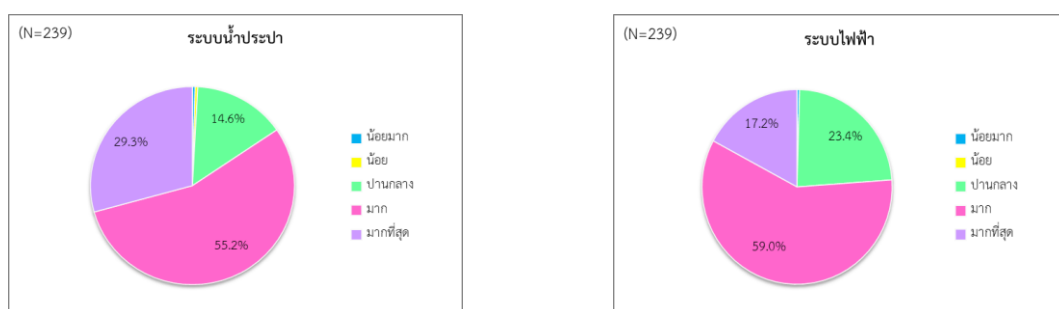 (N=239)
ระบบน้ำประปา
14.6%
29.3%
55.2%
น้อยมาก
น้อย
ปานกลาง
มาก
มากที่สุด
(N=239)
ระบบไฟฟ้า
17.2%
23.4%
59.0%
น้อยมาก
น้อย
ปานกลาง
มาก
มากที่สุด